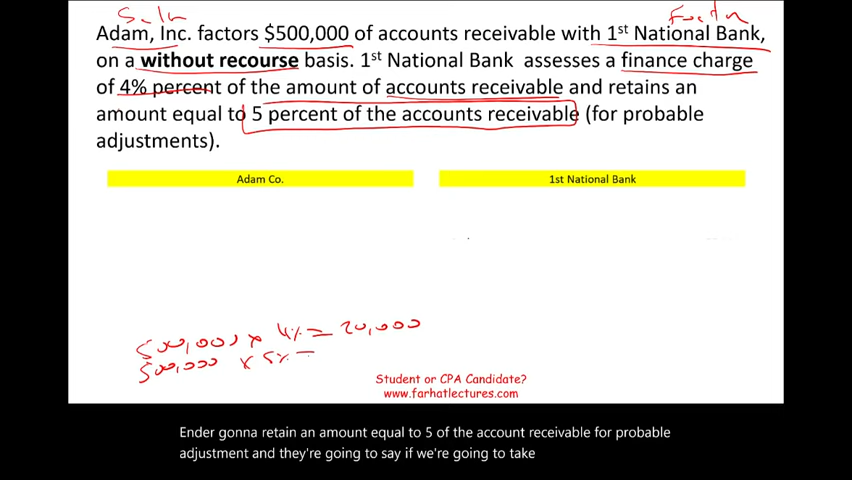 Adam, Inc. factors $500,000 of accounts receivable with 1st National Bank,
on a without recourse basis. 1st National Bank assesses a finance charge
of 4% percent of the amount of accounts receivable and retains an
amount equal to 5 percent of the accounts receivable (for probable
adjustments).
Adam Co. 1st National Bank
500,000 x 4% = 20,000
500,000 x 5% =
Student or CPA Candidate?
www.farhatlectures.com
Ender gonna retain an amount equal to 5 of the account receivable for probable
adjustment and they're going to say if we're going to take